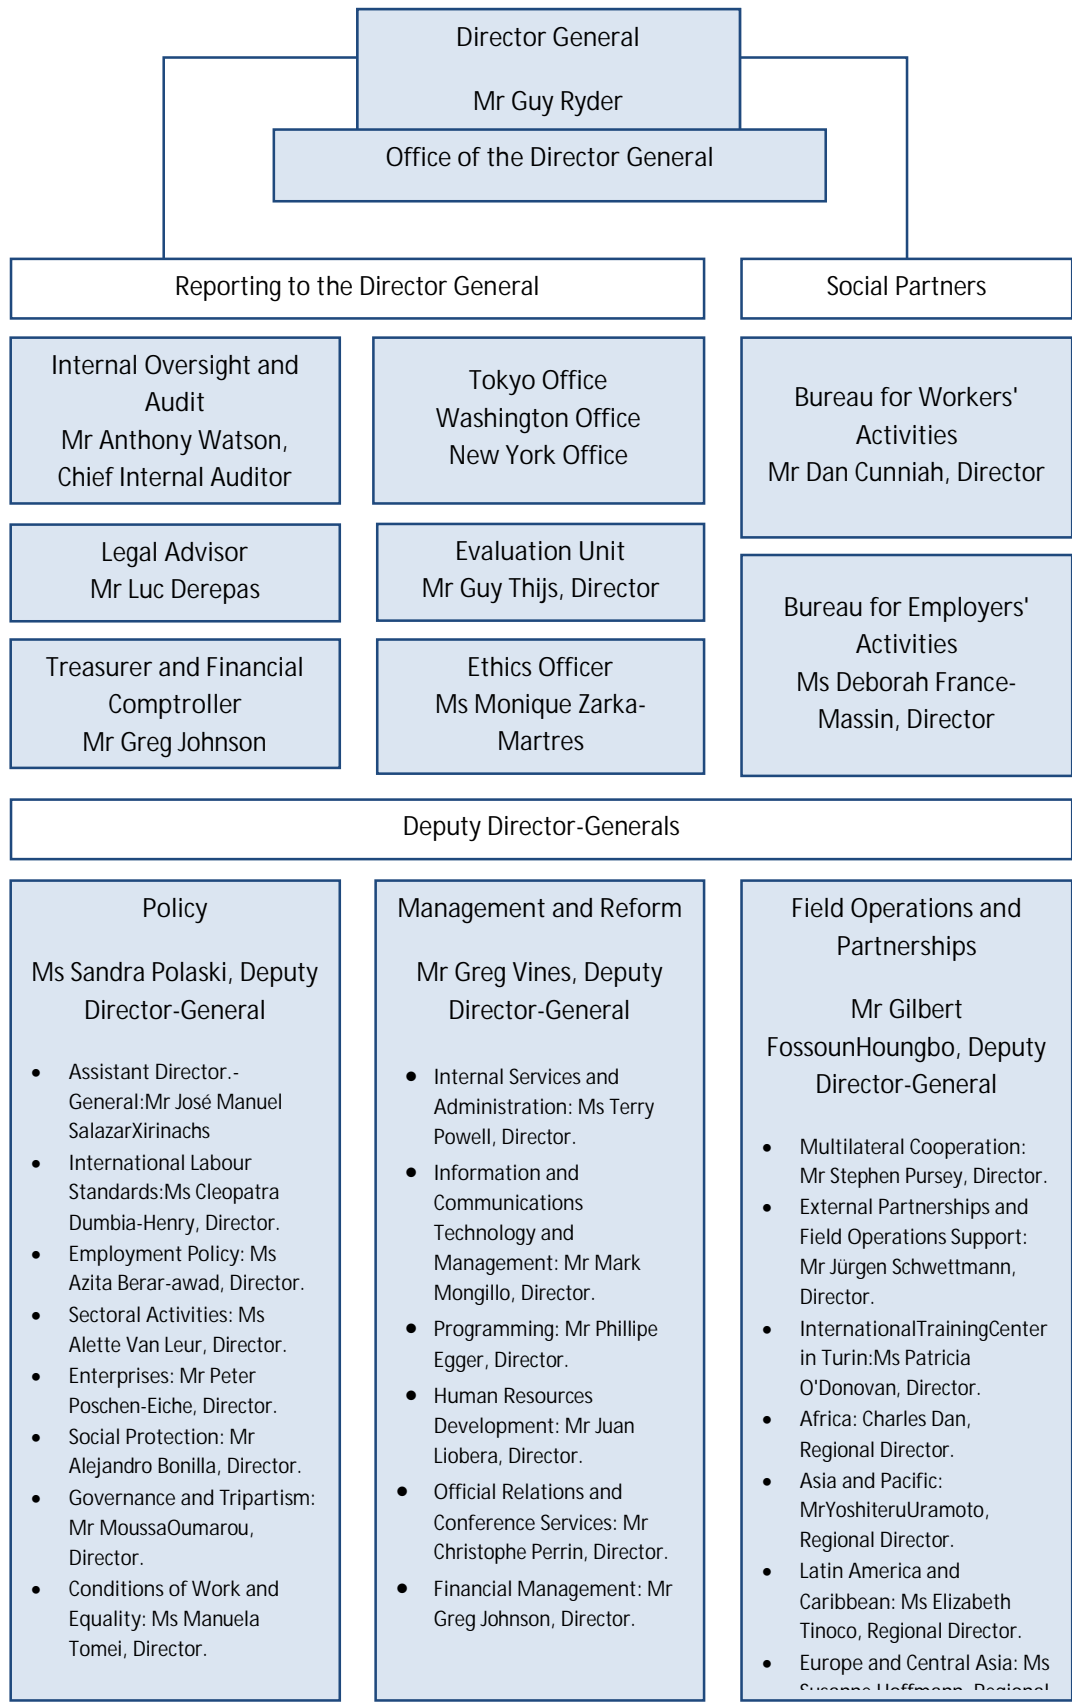 Director General
Mr Guy Ryder
Office of the Director General
Reporting to the Director General
Social Partners
Internal Oversight and
Audit
Mr Anthony Watson,
Chief Internal Auditor
Tokyo Office
Washington Office
New York Office
Bureau for Workers'
Activities
Mr Dan Cunniah, Director
Legal Advisor
Mr Luc Derepas
Evaluation Unit
Mr Guy Thijs, Director
Bureau for Employers'
Activities
Ms Deborah France-
Massin, Director
Treasurer and Financial
Comptroller
Mr Greg Johnson
Ethics Officer
Ms Monique Zarka-
Martres
Deputy Director-Generals
Policy
Ms Sandra Polaski, Deputy
Director-General
• Assistant Director.-
General:Mr José Manuel
SalazarXirinachs
• International Labour
Standards:Ms Cleopatra
Dumbia-Henry, Director.
• Employment Policy: Ms
Azita Berar-awad, Director.
• Sectoral Activities: Ms
Alette Van Leur, Director.
• Enterprises: Mr Peter
Poschen-Eiche, Director.
• Social Protection: Mr
Alejandro Bonilla, Director.
• Governance and Tripartism:
Mr MoussaOumarou,
Director.
• Conditions of Work and
Equality: Ms Manuela
Tomei, Director.
Management and Reform
Mr Greg Vines, Deputy
Director-General
• Internal Services and
Administration: Ms Terry
Powell, Director.
• Information and
Communications
Technology and
Management: Mr Mark
Mongillo, Director.
• Programming: Mr Phillipe
Egger, Director.
• Human Resources
Development: Mr Juan
Liobera, Director.
• Official Relations and
Conference Services: Mr
Christophe Perrin, Director.
• Financial Management: Mr
Greg Johnson, Director.
Field Operations and
Partnerships
Mr Gilbert
FossounHoungbo, Deputy
Director-General
• Multilateral Cooperation:
Mr Stephen Pursey, Director.
• External Partnerships and
Field Operations Support:
Mr Jürgen Schwettmann,
Director.
• InternationalTrainingCenter
in Turin:Ms Patricia
O'Donovan, Director.
• Africa: Charles Dan,
Regional Director.
• Asia and Pacific:
MrYoshiteruUramoto,
Regional Director.
• Latin America and
Caribbean: Ms Elizabeth
Tinoco, Regional Director.
• Europe and Central Asia: Ms
Susanne Hoffmann, Regional